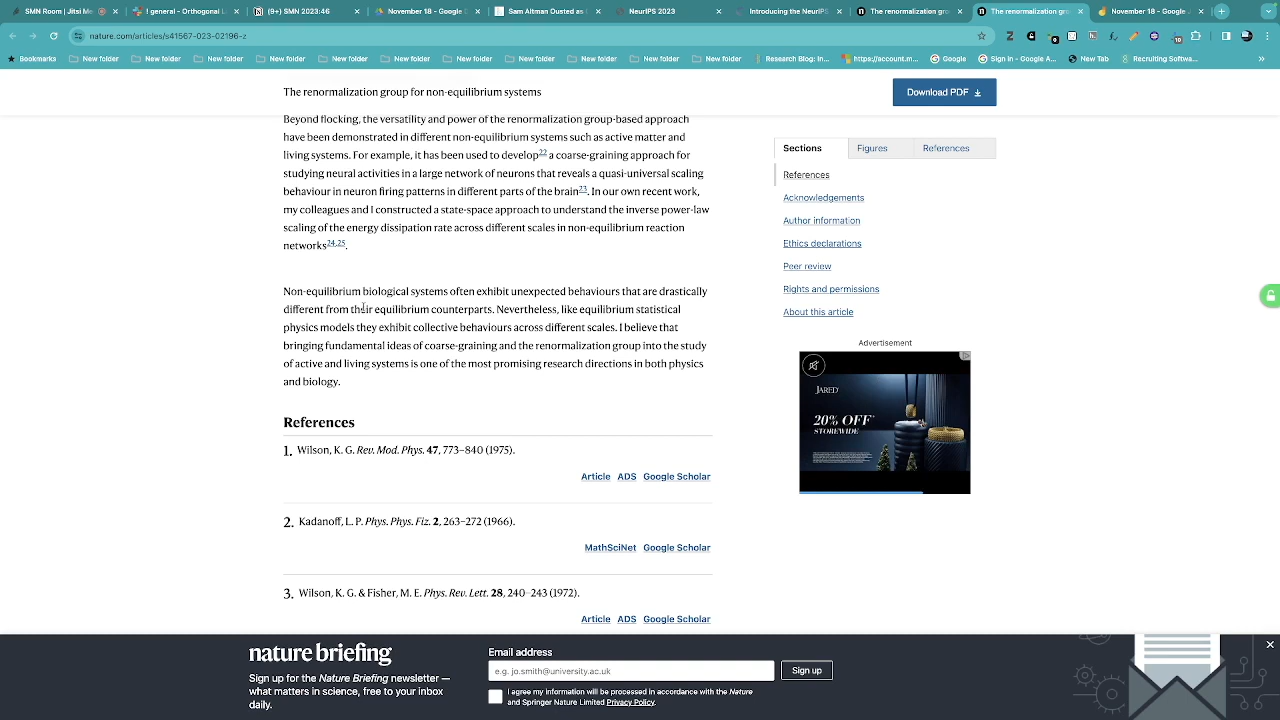 SMN Room | Jitsi Me
general - Orthogonal L
(9+) SMN 2023:46
November 18 - Google D
Sam Altman Ousted as
NeurIPS 2023
Introducing the NeurIPS
The renormalization gr
The renormalization gr
November 18 - Google
nature.com/articles/s41567-023-02196-z
Bookmarks New folder New folder New folder New folder New folder New folder New folder New folder New folder New folder New folder Research Blog: In... https://account.m... Google Sign in - Google A... New Tab Recruiting Softwa...
The renormalization group for non-equilibrium systems
Download PDF
Beyond flocking, the versatility and power of the renormalization group-based approach
have been demonstrated in different non-equilibrium systems such as active matter and
living systems. For example, it has been used to develop22 a coarse-graining approach for
studying neural activities in a large network of neurons that reveals a quasi-universal scaling
behaviour in neuron firing patterns in different parts of the brain23. In our own recent work,
my colleagues and I constructed a state-space approach to understand the inverse power-law
scaling of the energy dissipation rate across different scales in non-equilibrium reaction
networks24,25.
Non-equilibrium biological systems often exhibit unexpected behaviours that are drastically
different from their equilibrium counterparts. Nevertheless, like equilibrium statistical
physics models they exhibit collective behaviours across different scales. I believe that
bringing fundamental ideas of coarse-graining and the renormalization group into the study
of active and living systems is one of the most promising research directions in both physics
and biology.
References
1. Wilson, K. G. Rev. Mod. Phys. 47, 773–840 (1975).
Article ADS Google Scholar
2. Kadanoff, L. P. Phys. Phys. Fiz. 2, 263–272 (1966).
MathSciNet Google Scholar
3. Wilson, K. G. & Fisher, M. E. Phys. Rev. Lett. 28, 240–243 (1972).
Article ADS Google Scholar
Sections Figures References
References
Acknowledgements
Author information
Ethics declarations
Peer review
Rights and permissions
About this article
Advertisement
JARED
20% OFF*
STOREWIDE
nature briefing
Sign up for the Nature Briefing newsletter —
what matters in science, free to your inbox
daily.
Email address
e.g. jo.smith@university.ac.uk
Sign up
I agree my information will be processed in accordance with the Nature
and Springer Nature Limited Privacy Policy.